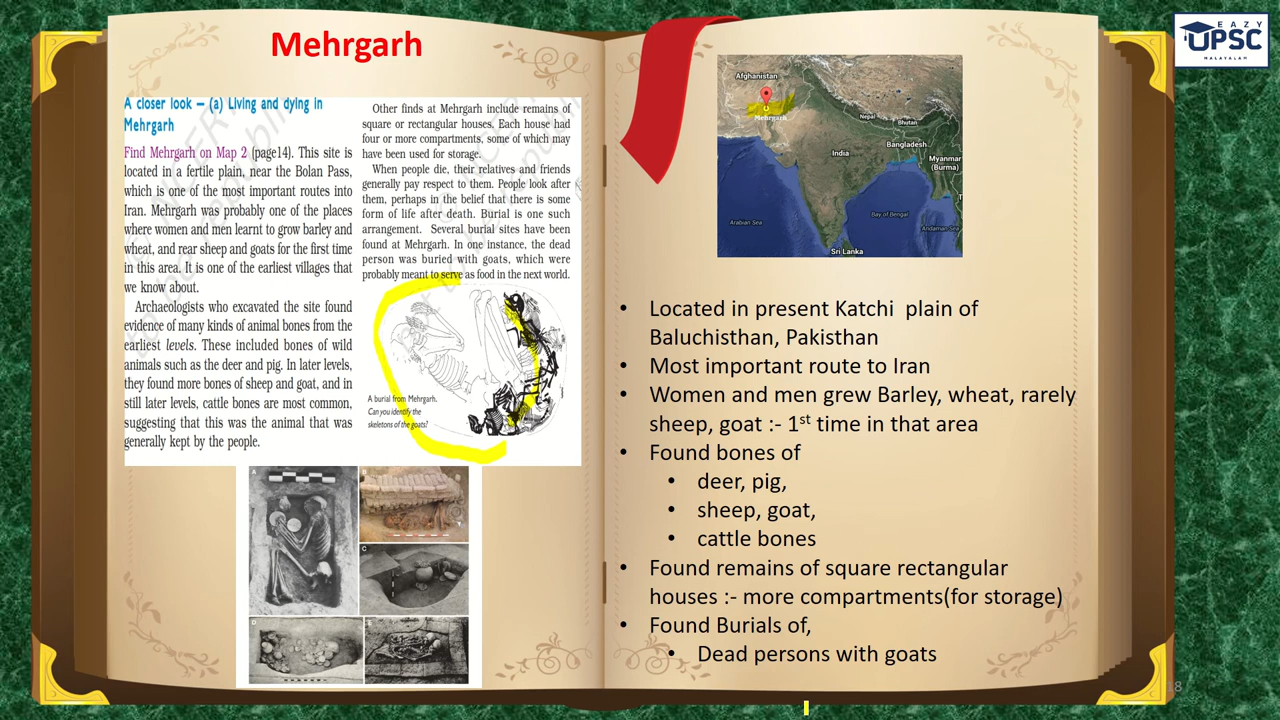 Mehrgarh
EAZY
UPSC
MALAYALAM
A closer look – (a) Living and dying in
Mehrgarh
Find Mehrgarh on Map 2 (page14). This site is
located in a fertile plain, near the Bolan Pass,
which is one of the most important routes into
Iran. Mehrgarh was probably one of the places
where women and men learnt to grow barley and
wheat, and rear sheep and goats for the first time
in this area. It is one of the earliest villages that
we know about.
Archaeologists who excavated the site found
evidence of many kinds of animal bones from the
earliest levels. These included bones of wild
animals such as the deer and pig. In later levels,
they found more bones of sheep and goat, and in
still later levels, cattle bones are most common,
suggesting that this was the animal that was
generally kept by the people.
Other finds at Mehrgarh include remains of
square or rectangular houses. Each house had
four or more compartments, some of which may
have been used for storage.
When people die, their relatives and friends
generally pay respect to them. People look after
them, perhaps in the belief that there is some
form of life after death. Burial is one such
arrangement. Several burial sites have been
found at Mehrgarh. In one instance, the dead
person was buried with goats, which were
probably meant to serve as food in the next world.
A burial from Mehrgarh.
Can you identify the
skeletons of the goats?
A
B
C
D
E
Afghanistan
Mehrgarh
Nepal
Bhutan
Bangladesh
India
Myanmar
(Burma)
Arabian Sea
Bay of Bengal
Andaman Sea
Sri Lanka
• Located in present Katchi plain of
Baluchisthan, Pakisthan
• Most important route to Iran
• Women and men grew Barley, wheat, rarely
sheep, goat :- 1st time in that area
• Found bones of
• deer, pig,
• sheep, goat,
• cattle bones
• Found remains of square rectangular
houses :- more compartments(for storage)
• Found Burials of,
• Dead persons with goats
18